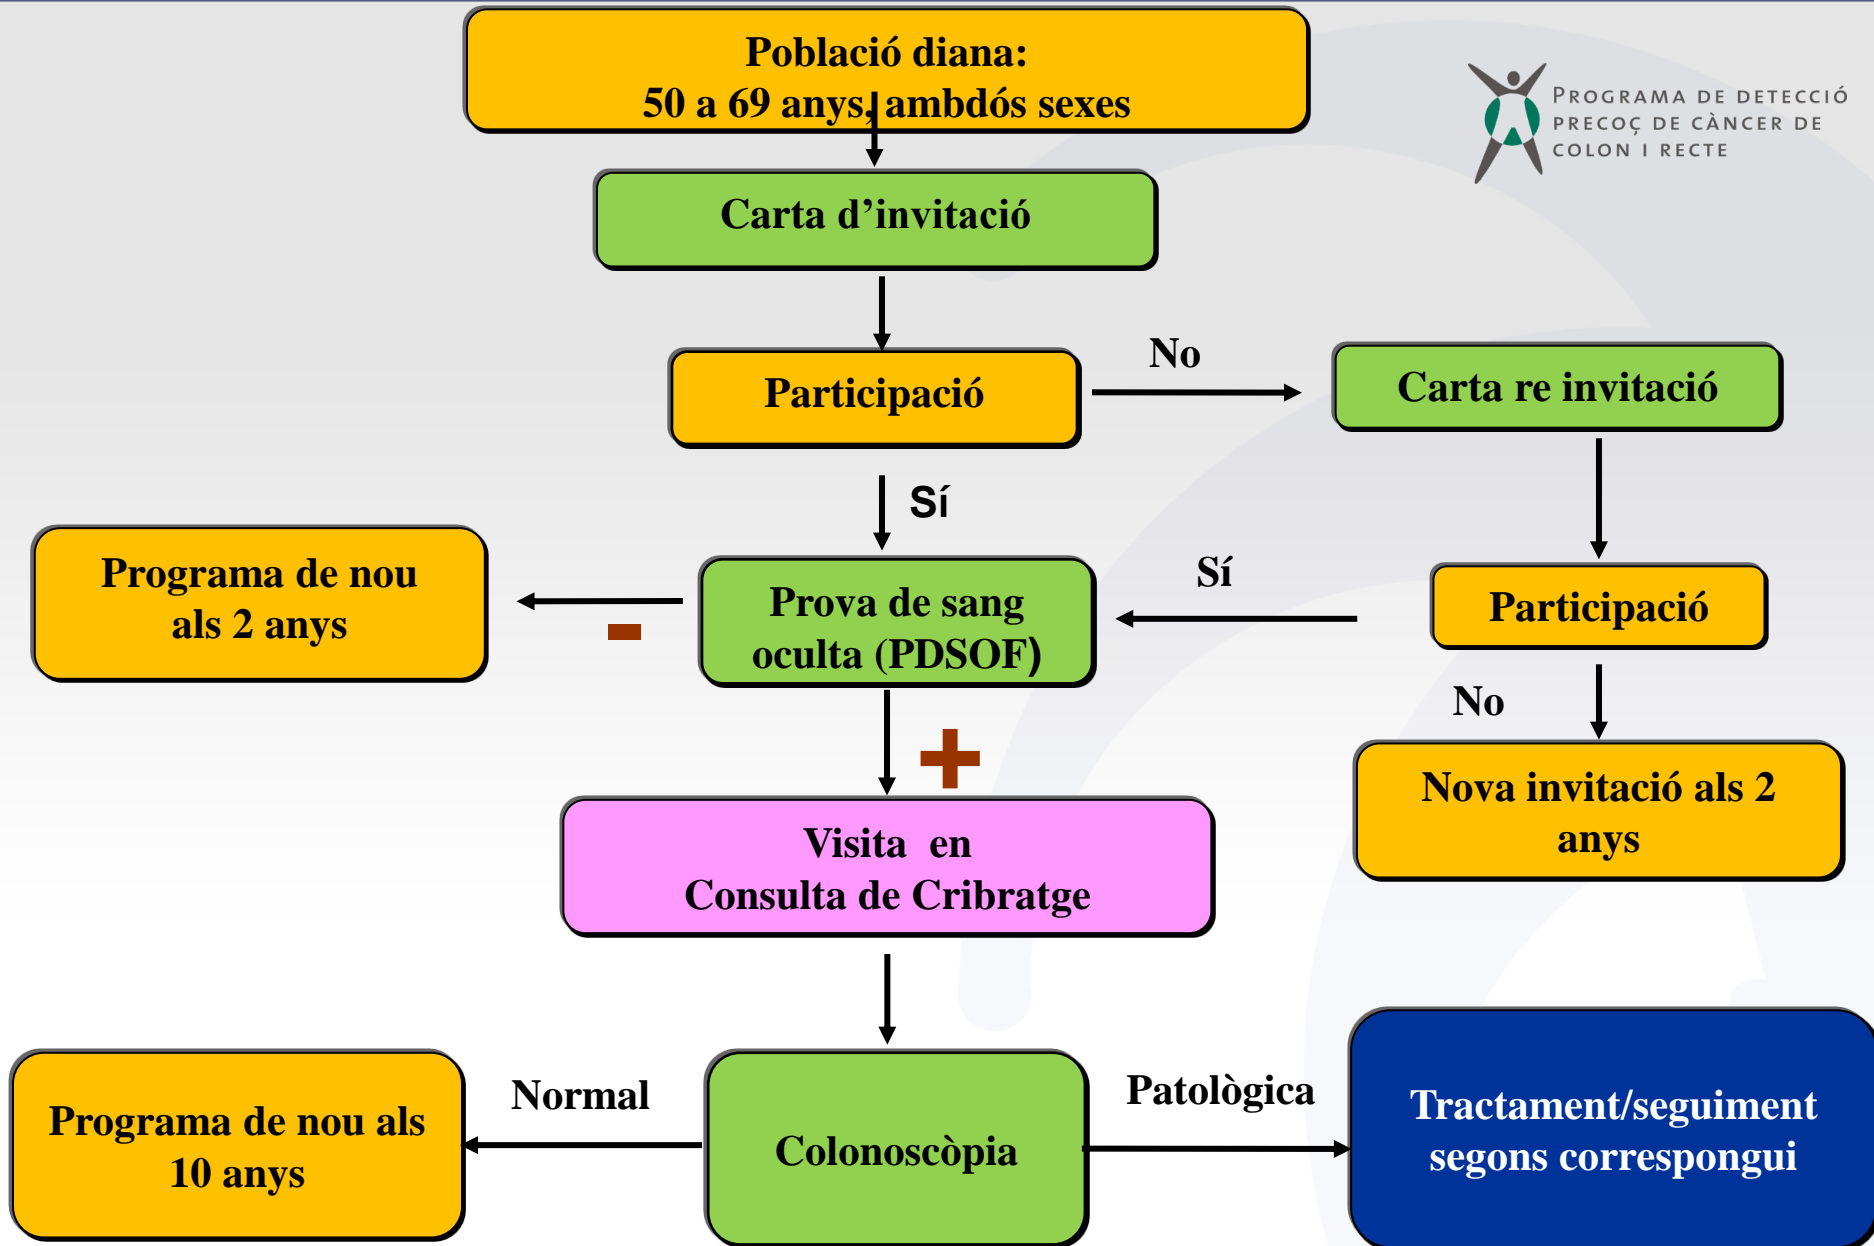 Població diana:
50 a 69 anys, ambdós sexes
PROGRAMA DE DETECCIÓ
PRECOÇ DE CÀNCER DE
COLON I RECTE
Carta d’invitació
Participació
No
Carta re invitació
Sí
Programa de nou
als 2 anys
-
Prova de sang
oculta (PDSOF)
Sí
Participació
No
+
Nova invitació als 2
anys
Visita en
Consulta de Cribratge
Programa de nou als
10 anys
Normal
Colonoscòpia
Patològica
Tractament/seguiment
segons correspongui